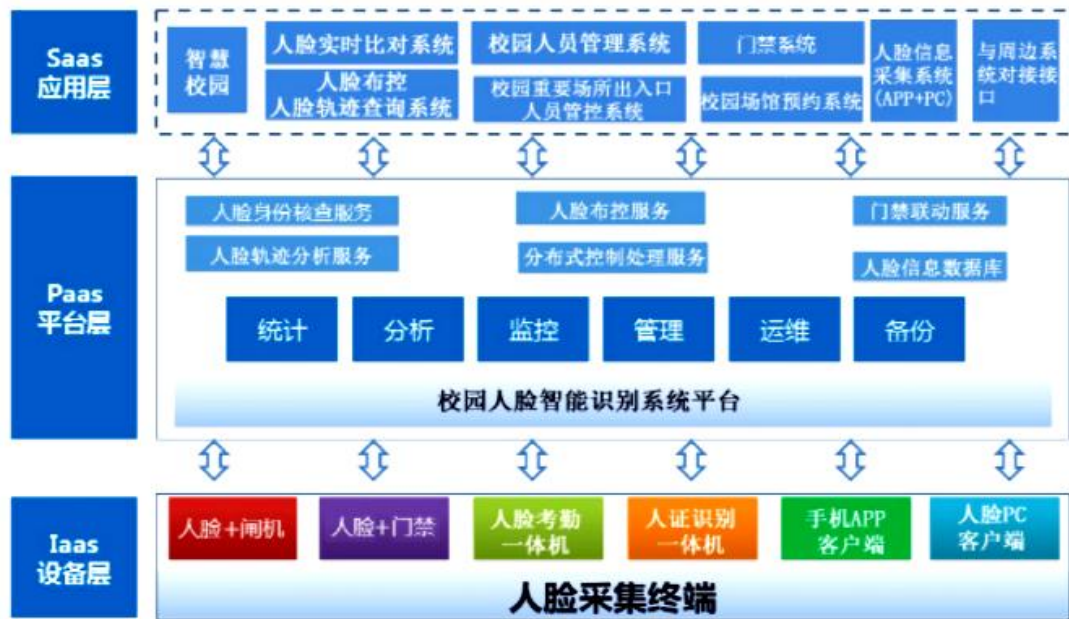 Saas
应用层
智慧
校园
人脸实时比对系统
人脸布控
人脸轨迹查询系统
校园人员管理系统
校园重要场所出入口
人员管控系统
门禁系统
校园场馆预约系统
人脸信息
采集系统
(APP+PC)
与周边系
统对接接
口
Paas
平台层
人脸身份核查服务
人脸布控服务
门禁联动服务
人脸轨迹分析服务
分布式控制处理服务
人脸信息数据库
统计
分析
监控
管理
运维
备份
校园人脸智能识别系统平台
Iaas
设备层
人脸+闸机
人脸+门禁
人脸考勤
一体机
人证识别
一体机
手机APP
客户端
人脸PC
客户端
人脸采集终端